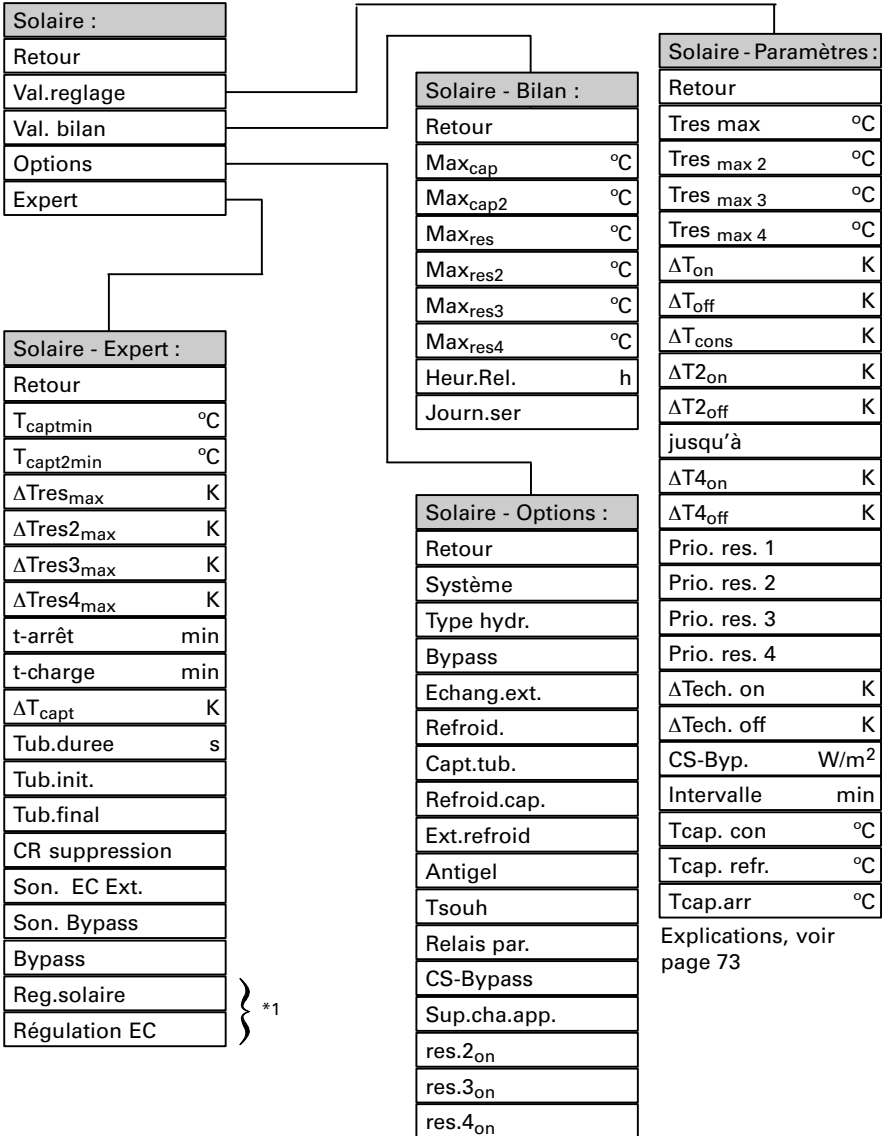 Solaire :
Retour
Val.reglage
Val. bilan
Options
Expert
Solaire - Expert :
Retour
Tcaptmin °C
Tcapt2min °C
ΔTresmax K
ΔTres2max K
ΔTres3max K
ΔTres4max K
t-arrêt min
t-charge min
ΔTcapt K
Tub.duree s
Tub.init.
Tub.final
CR suppression
Son. EC Ext.
Son. Bypass
Bypass
Reg.solaire
Régulation EC
*1
Solaire - Bilan :
Retour
Maxcap °C
Maxcap2 °C
Maxres °C
Maxres2 °C
Maxres3 °C
Maxres4 °C
Heur.Rel. h
Journ.ser
Solaire - Options :
Retour
Système
Type hydr.
Bypass
Echang.ext.
Refroid.
Capt.tub.
Refroid.cap.
Ext.refroid
Antigel
Tsouh
Relais par.
CS-Bypass
Sup.cha.app.
res.2on
res.3on
res.4on
Solaire - Paramètres :
Retour
Tres max °C
Tres max 2 °C
Tres max 3 °C
Tres max 4 °C
ΔTon K
ΔToff K
ΔTcons K
ΔT2on K
ΔT2off K
jusqu’à
ΔT4on K
ΔT4off K
Prio. res. 1
Prio. res. 2
Prio. res. 3
Prio. res. 4
ΔTech. on K
ΔTech. off K
CS-Byp. W/m²
Intervalle min
Tcap. con °C
Tcap. refr. °C
Tcap.arr °C
Explications, voir
page 73